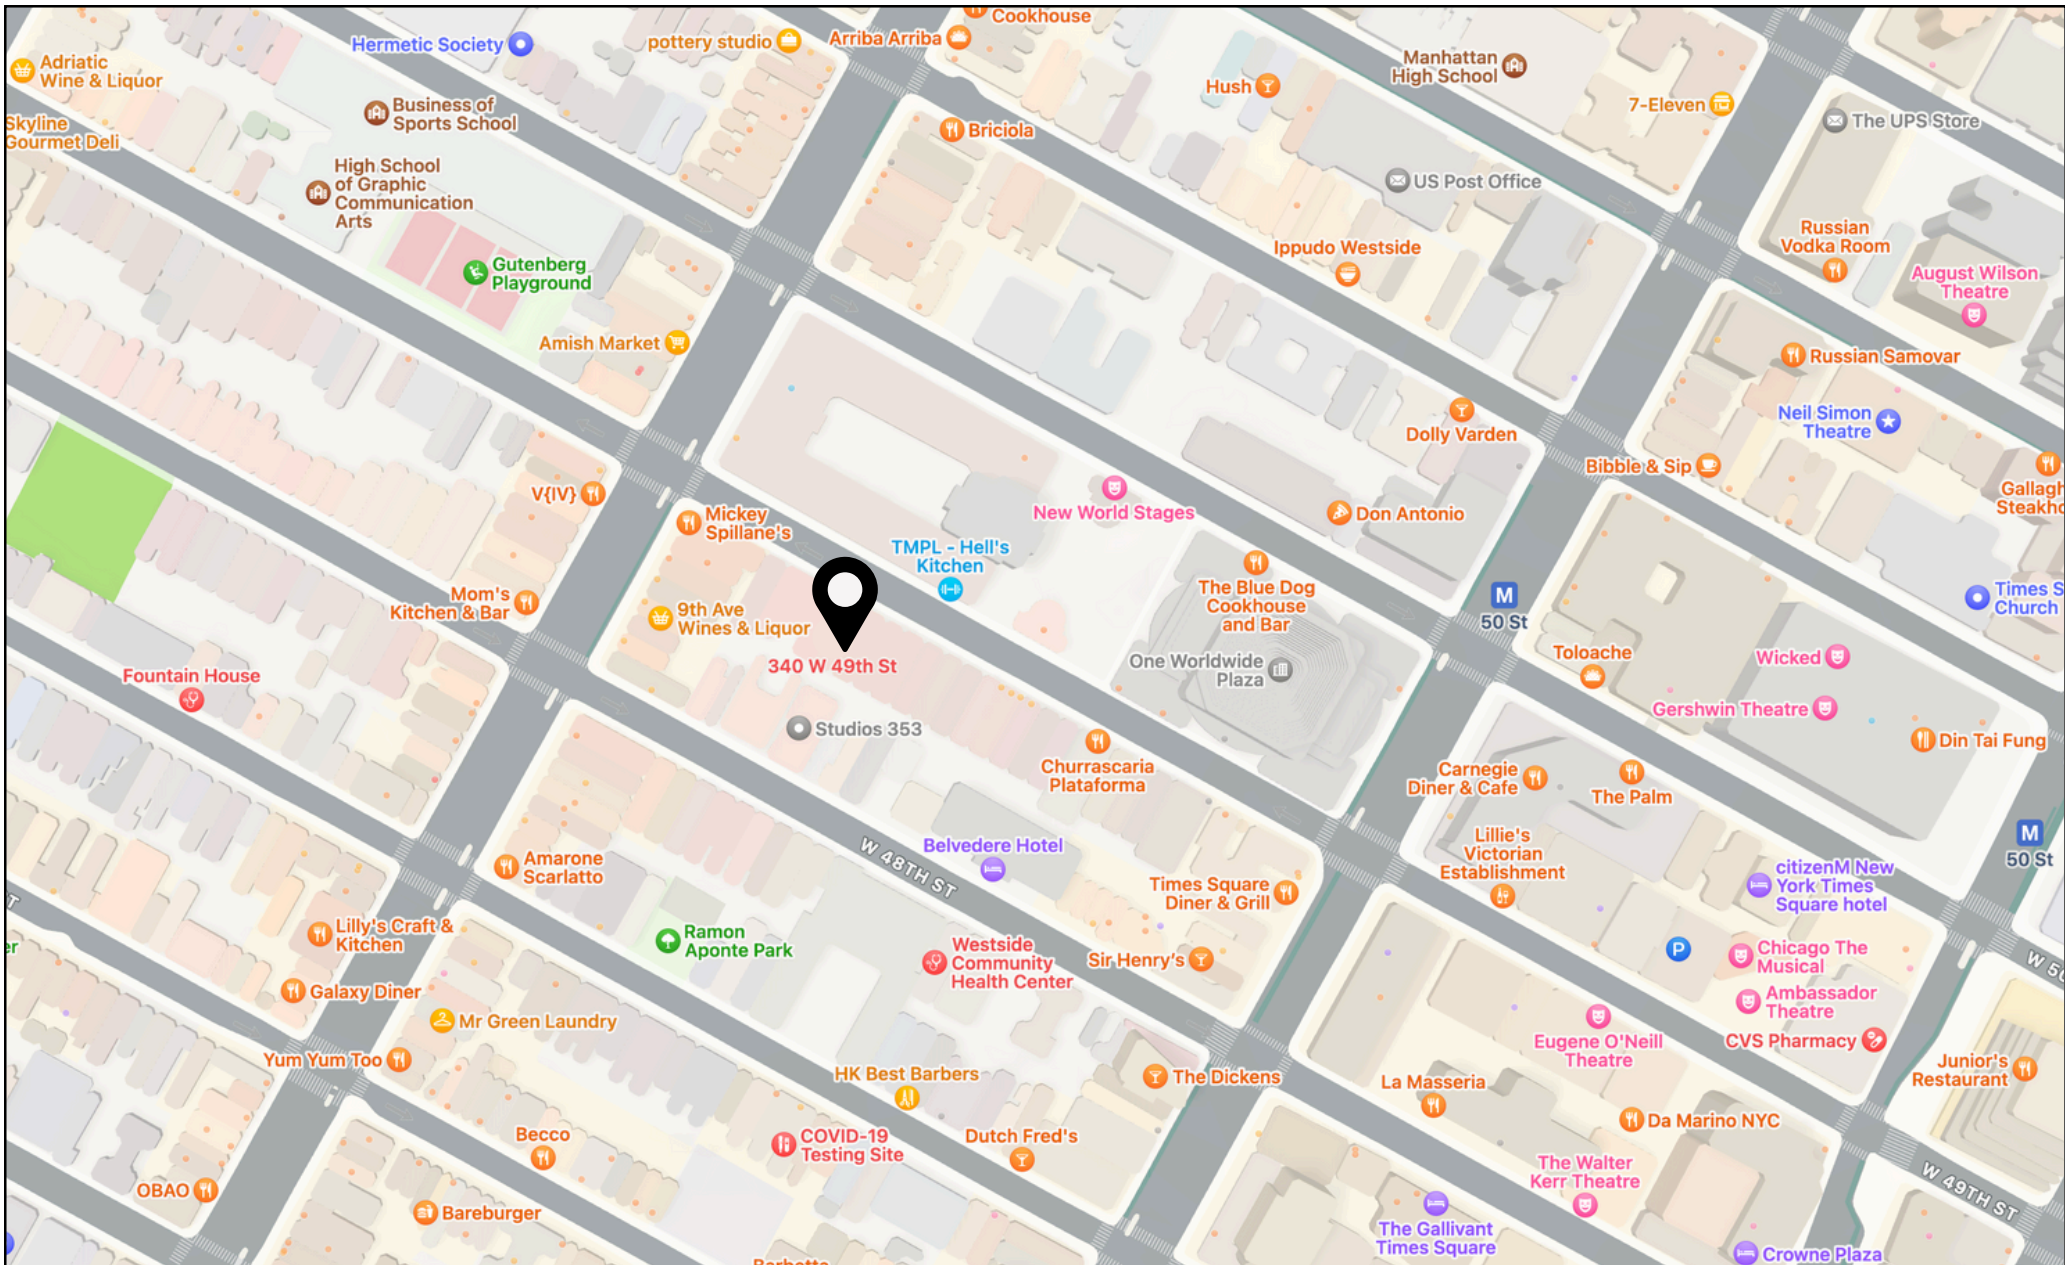 Cookhouse
Hermetic Society
pottery studio
Arriba Arriba
Adriatic
Wine & Liquor
Manhattan
High School
Hush
7-Eleven
Business of
Sports School
Skyline
Gourmet Deli
Briciola
The UPS Store
High School
of Graphic
Communication
Arts
US Post Office
Russian
Vodka Room
Ippudo Westside
Gutenberg
Playground
August Wilson
Theatre
Amish Market
Russian Samovar
Neil Simon
Theatre
Dolly Varden
Bibble & Sip
V{IV}
Mickey
Spillane's
New World Stages
Don Antonio
Gallagh
Steakho
TMPL - Hell's
Kitchen
The Blue Dog
Cookhouse
and Bar
Mom's
Kitchen & Bar
9th Ave
Wines & Liquor
M
50 St
Times S
Church
340 W 49th St
One Worldwide
Plaza
Toloache
Wicked
Fountain House
Gershwin Theatre
Studios 353
Din Tai Fung
Churrascaria
Plataforma
Carnegie
Diner & Cafe
The Palm
M
50 St
W 48TH ST
Belvedere Hotel
Lillie's
Victorian
Establishment
Amarone
Scarlatto
Times Square
Diner & Grill
citizenM New
York Times
Square hotel
T
Lilly's Craft &
Kitchen
er
Ramon
Aponte Park
Westside
Community
Health Center
Sir Henry's
P
Chicago The
Musical
W 50
Galaxy Diner
Ambassador
Theatre
Mr Green Laundry
Eugene O'Neill
Theatre
CVS Pharmacy
Yum Yum Too
HK Best Barbers
The Dickens
La Masseria
Junior's
Restaurant
Becco
COVID-19
Testing Site
Dutch Fred's
Da Marino NYC
OBAO
The Walter
Kerr Theatre
W 49TH ST
Bareburger
The Gallivant
Times Square
Crowne Plaza